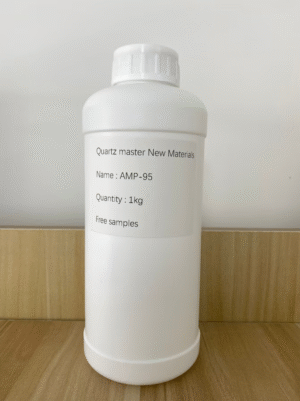 Quartz master New Materials
Name : AMP-95
Quantity : 1kg
Free samples